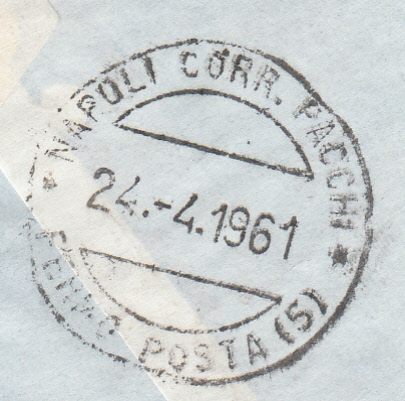 NAPOLI CORR. PACCHI
24.-4.1961
POSTA (5)